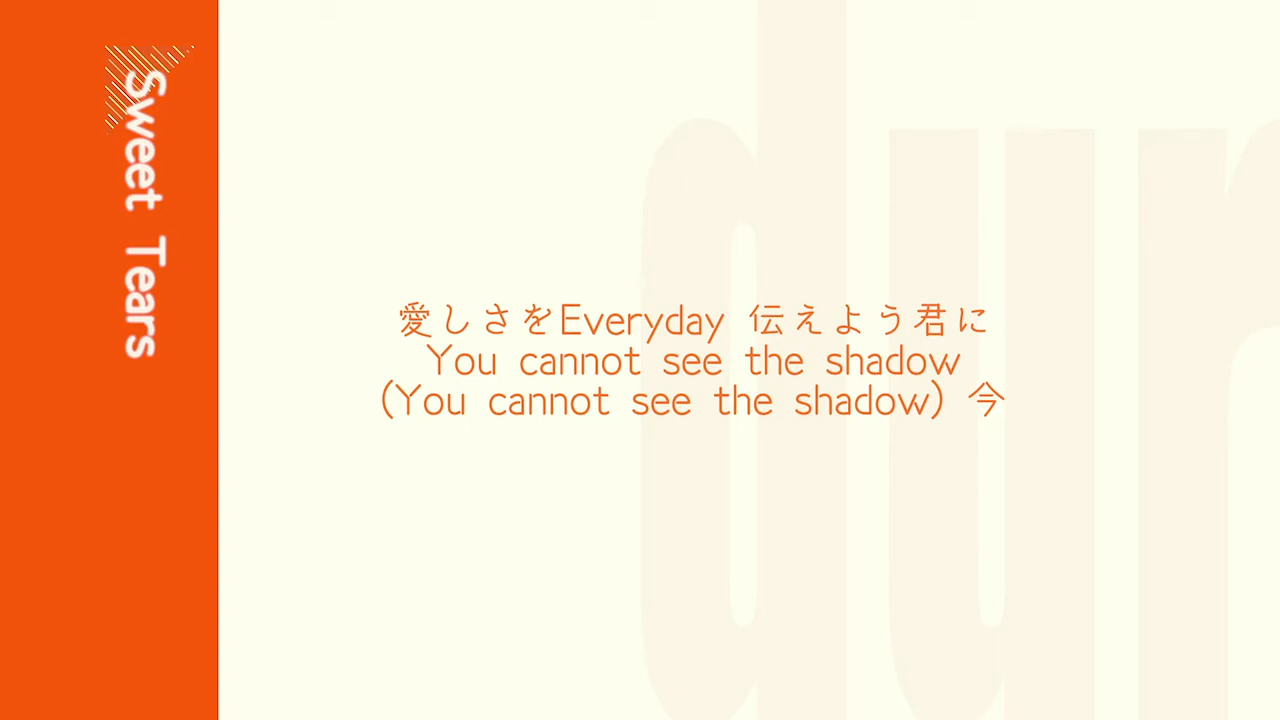 Sweet Tears
愛しさをEveryday 伝えよう君に
You cannot see the shadow
(You cannot see the shadow) 今